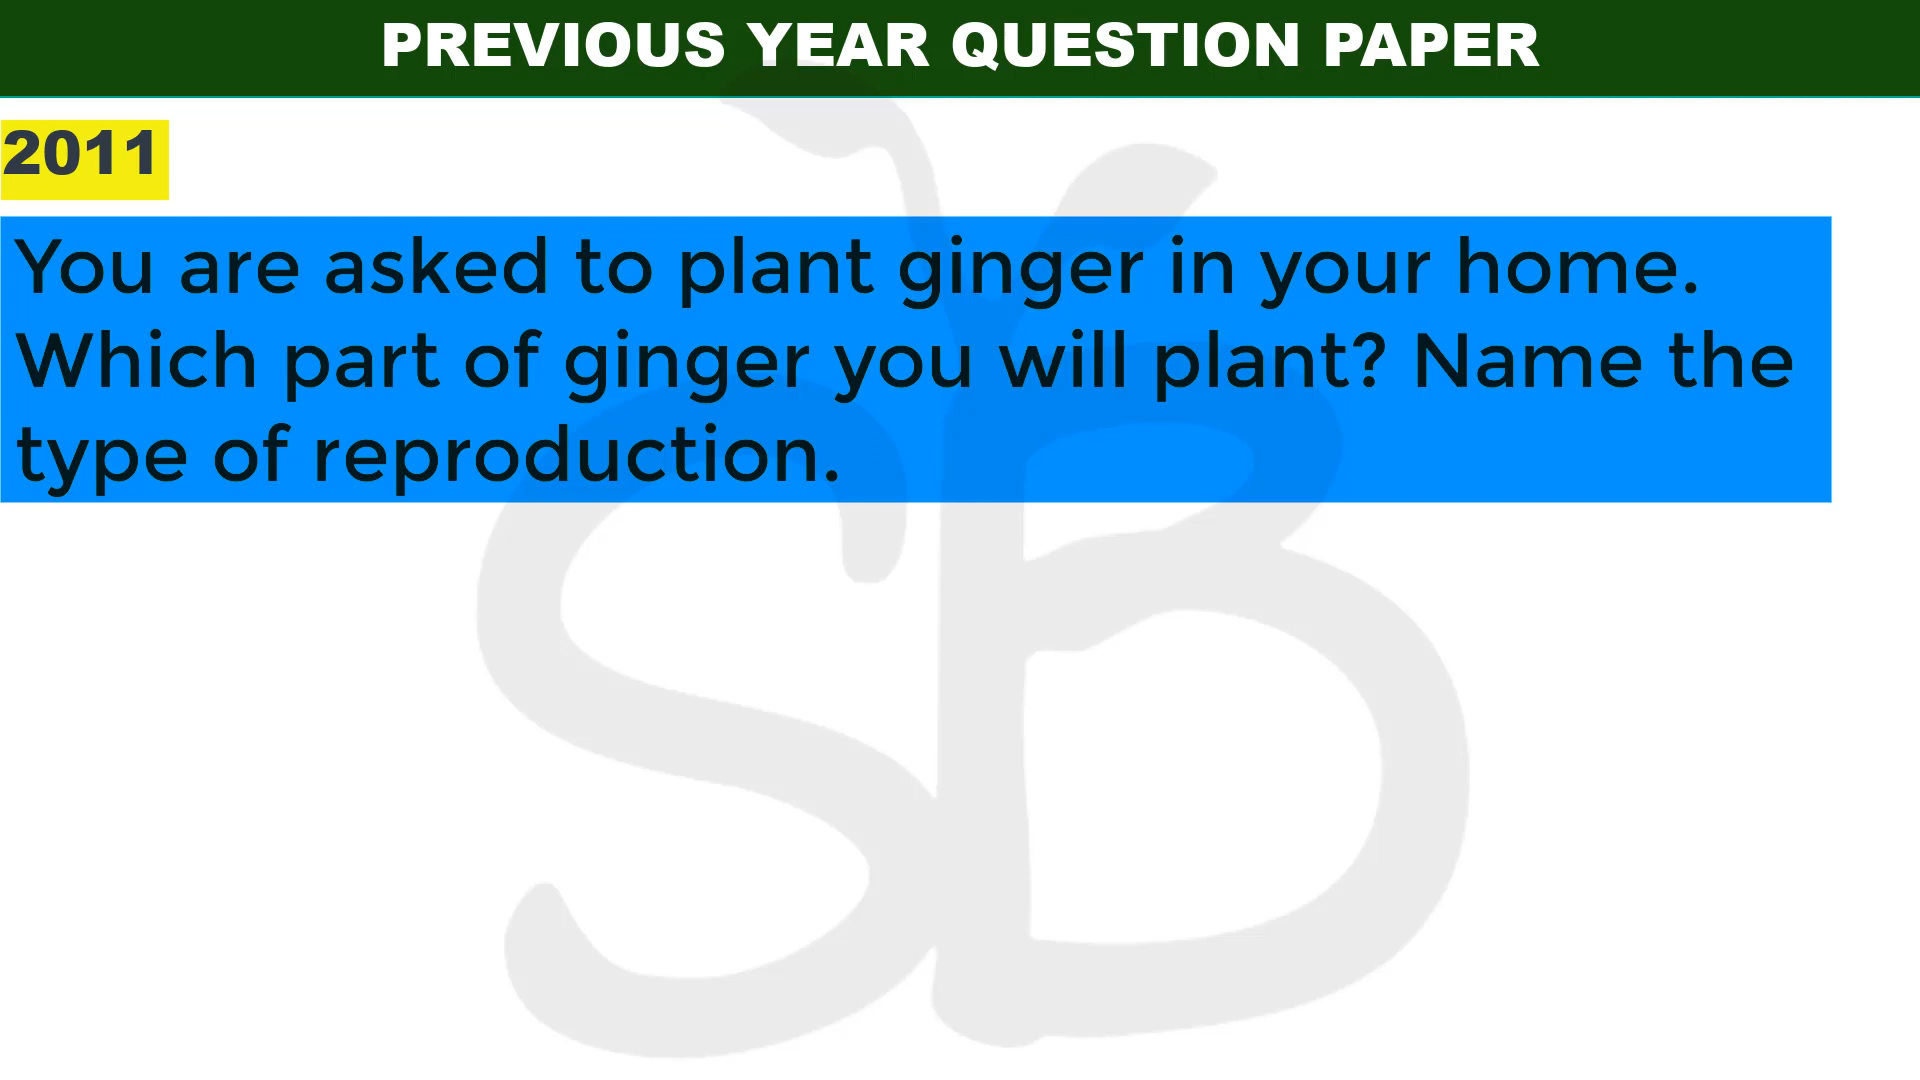 PREVIOUS YEAR QUESTION PAPER
2011
You are asked to plant ginger in your home.
Which part of ginger you will plant? Name the
type of reproduction.
SB